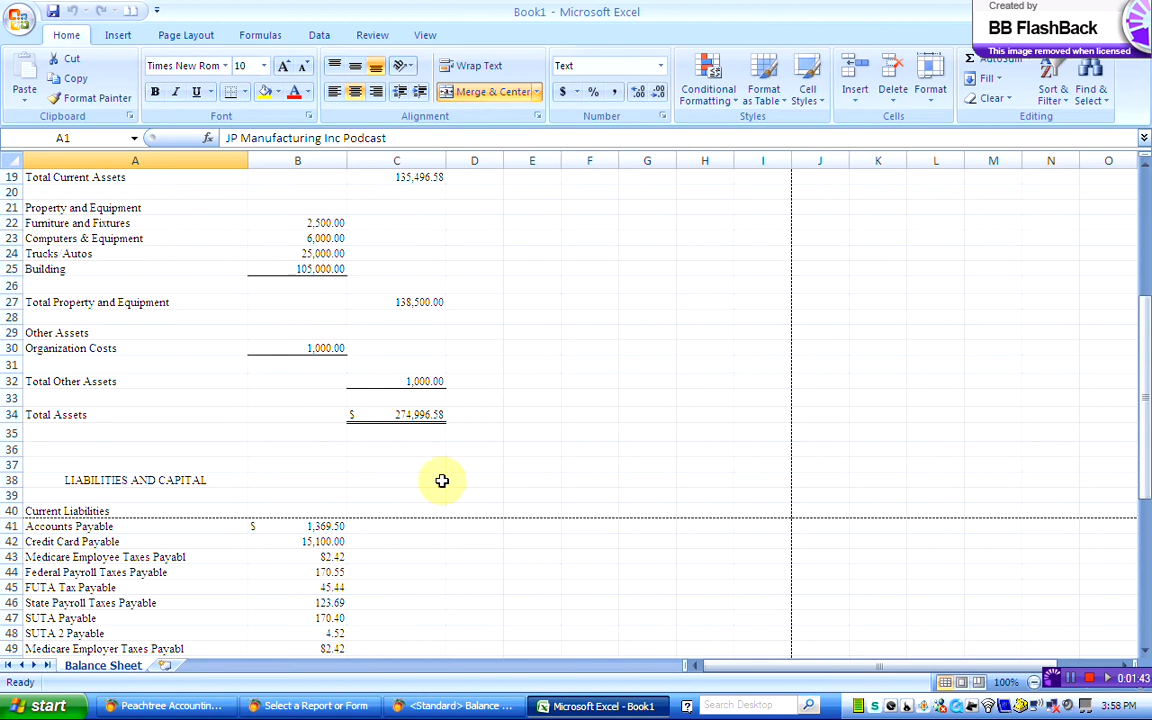 Book1 - Microsoft Excel
Created by
BB FlashBack
This image removed when licensed
Home Insert Page Layout Formulas Data Review View
Paste
Cut
Copy
Format Painter
Clipboard
Times New Rom 10
B I U
Font
Wrap Text
Merge & Center
Alignment
Text
$ % ,
Number
Conditional Formatting
Format as Table
Cell Styles
Styles
Insert Delete Format
Cells
Σ AutoSum
Fill
Clear
Sort & Filter
Find & Select
Editing
A1 fx JP Manufacturing Inc Podcast
A B C D E F G H I J K L M N O
19 Total Current Assets 135,496.58
20
21 Property and Equipment
22 Furniture and Fixtures 2,500.00
23 Computers & Equipment 6,000.00
24 Trucks/Autos 25,000.00
25 Building 105,000.00
26
27 Total Property and Equipment 138,500.00
28
29 Other Assets
30 Organization Costs 1,000.00
31
32 Total Other Assets 1,000.00
33
34 Total Assets $ 274,996.58
35
36
37
38 LIABILITIES AND CAPITAL
39
40 Current Liabilities
41 Accounts Payable $ 1,369.50
42 Credit Card Payable 15,100.00
43 Medicare Employee Taxes Payabl 82.42
44 Federal Payroll Taxes Payable 170.55
45 FUTA Tax Payable 45.44
46 State Payroll Taxes Payable 123.69
47 SUTA Payable 170.40
48 SUTA 2 Payable 4.52
49 Medicare Employer Taxes Payabl 82.42
Balance Sheet
Ready 100% 0:01:43
start Peachtree Accountin... Select a Report or Form <Standard> Balance ... Microsoft Excel - Book1 Search Desktop 3:58 PM